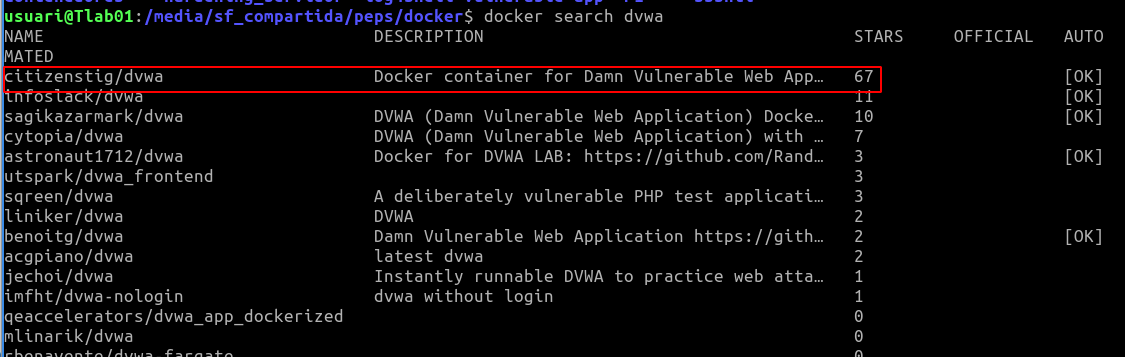 usuari@Tlab01:/media/sf_compartida/peps/docker$ docker search dvwa
NAME DESCRIPTION STARS OFFICIAL AUTO
MATED
citizenstig/dvwa Docker container for Damn Vulnerable Web App… 67 [OK]
infoslack/dvwa 11 [OK]
sagikazarmark/dvwa DVWA (Damn Vulnerable Web Application) Docke… 10 [OK]
cytopia/dvwa DVWA (Damn Vulnerable Web Application) with … 7
astronaut1712/dvwa Docker for DVWA LAB: https://github.com/Rand… 3 [OK]
utspark/dvwa_frontend 3
sqreen/dvwa A deliberately vulnerable PHP test applicati… 3
liniker/dvwa DVWA 2
benoitg/dvwa Damn Vulnerable Web Application https://gith… 2 [OK]
acgpiano/dvwa latest dvwa 2
jechoi/dvwa Instantly runnable DVWA to practice web atta… 1
imfht/dvwa-nologin dvwa without login 1
qeaccelerators/dvwa_app_dockerized 0
mlinarik/dvwa 0
sbenavente/dvwa-fargate 0